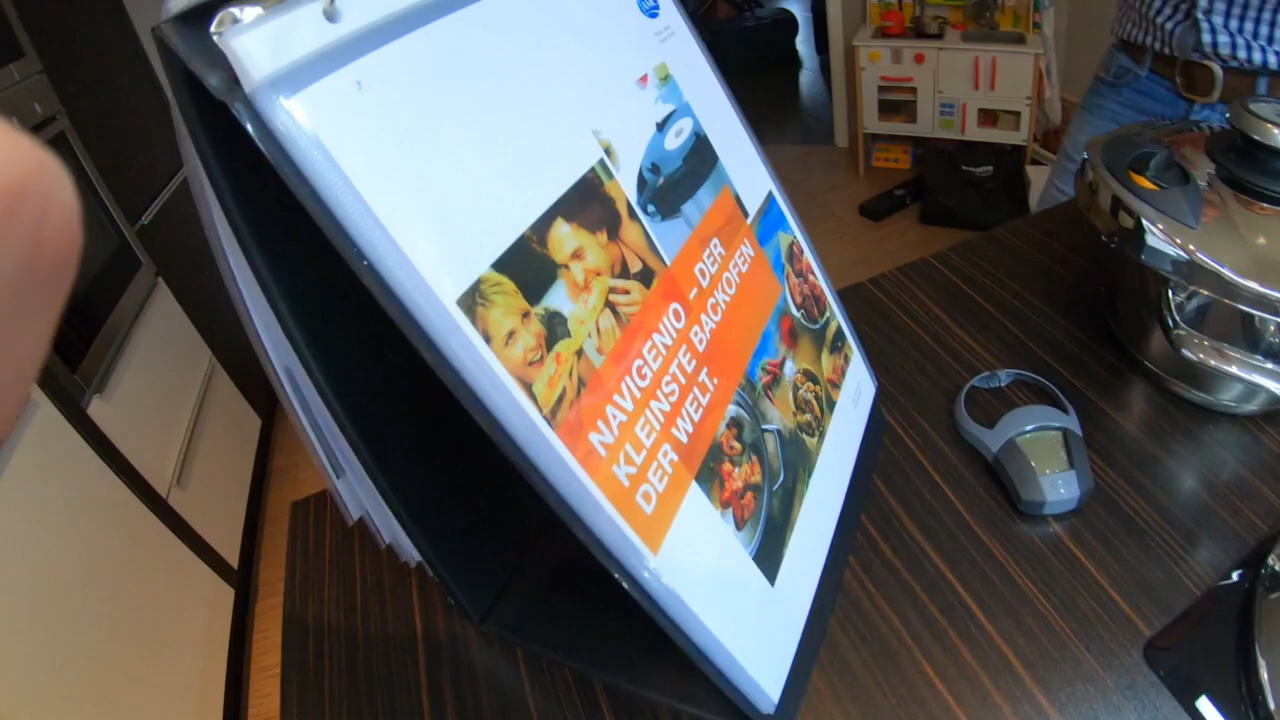 NAVIGENIO – DER
KLEINSTE BACKOFEN
DER WELT.